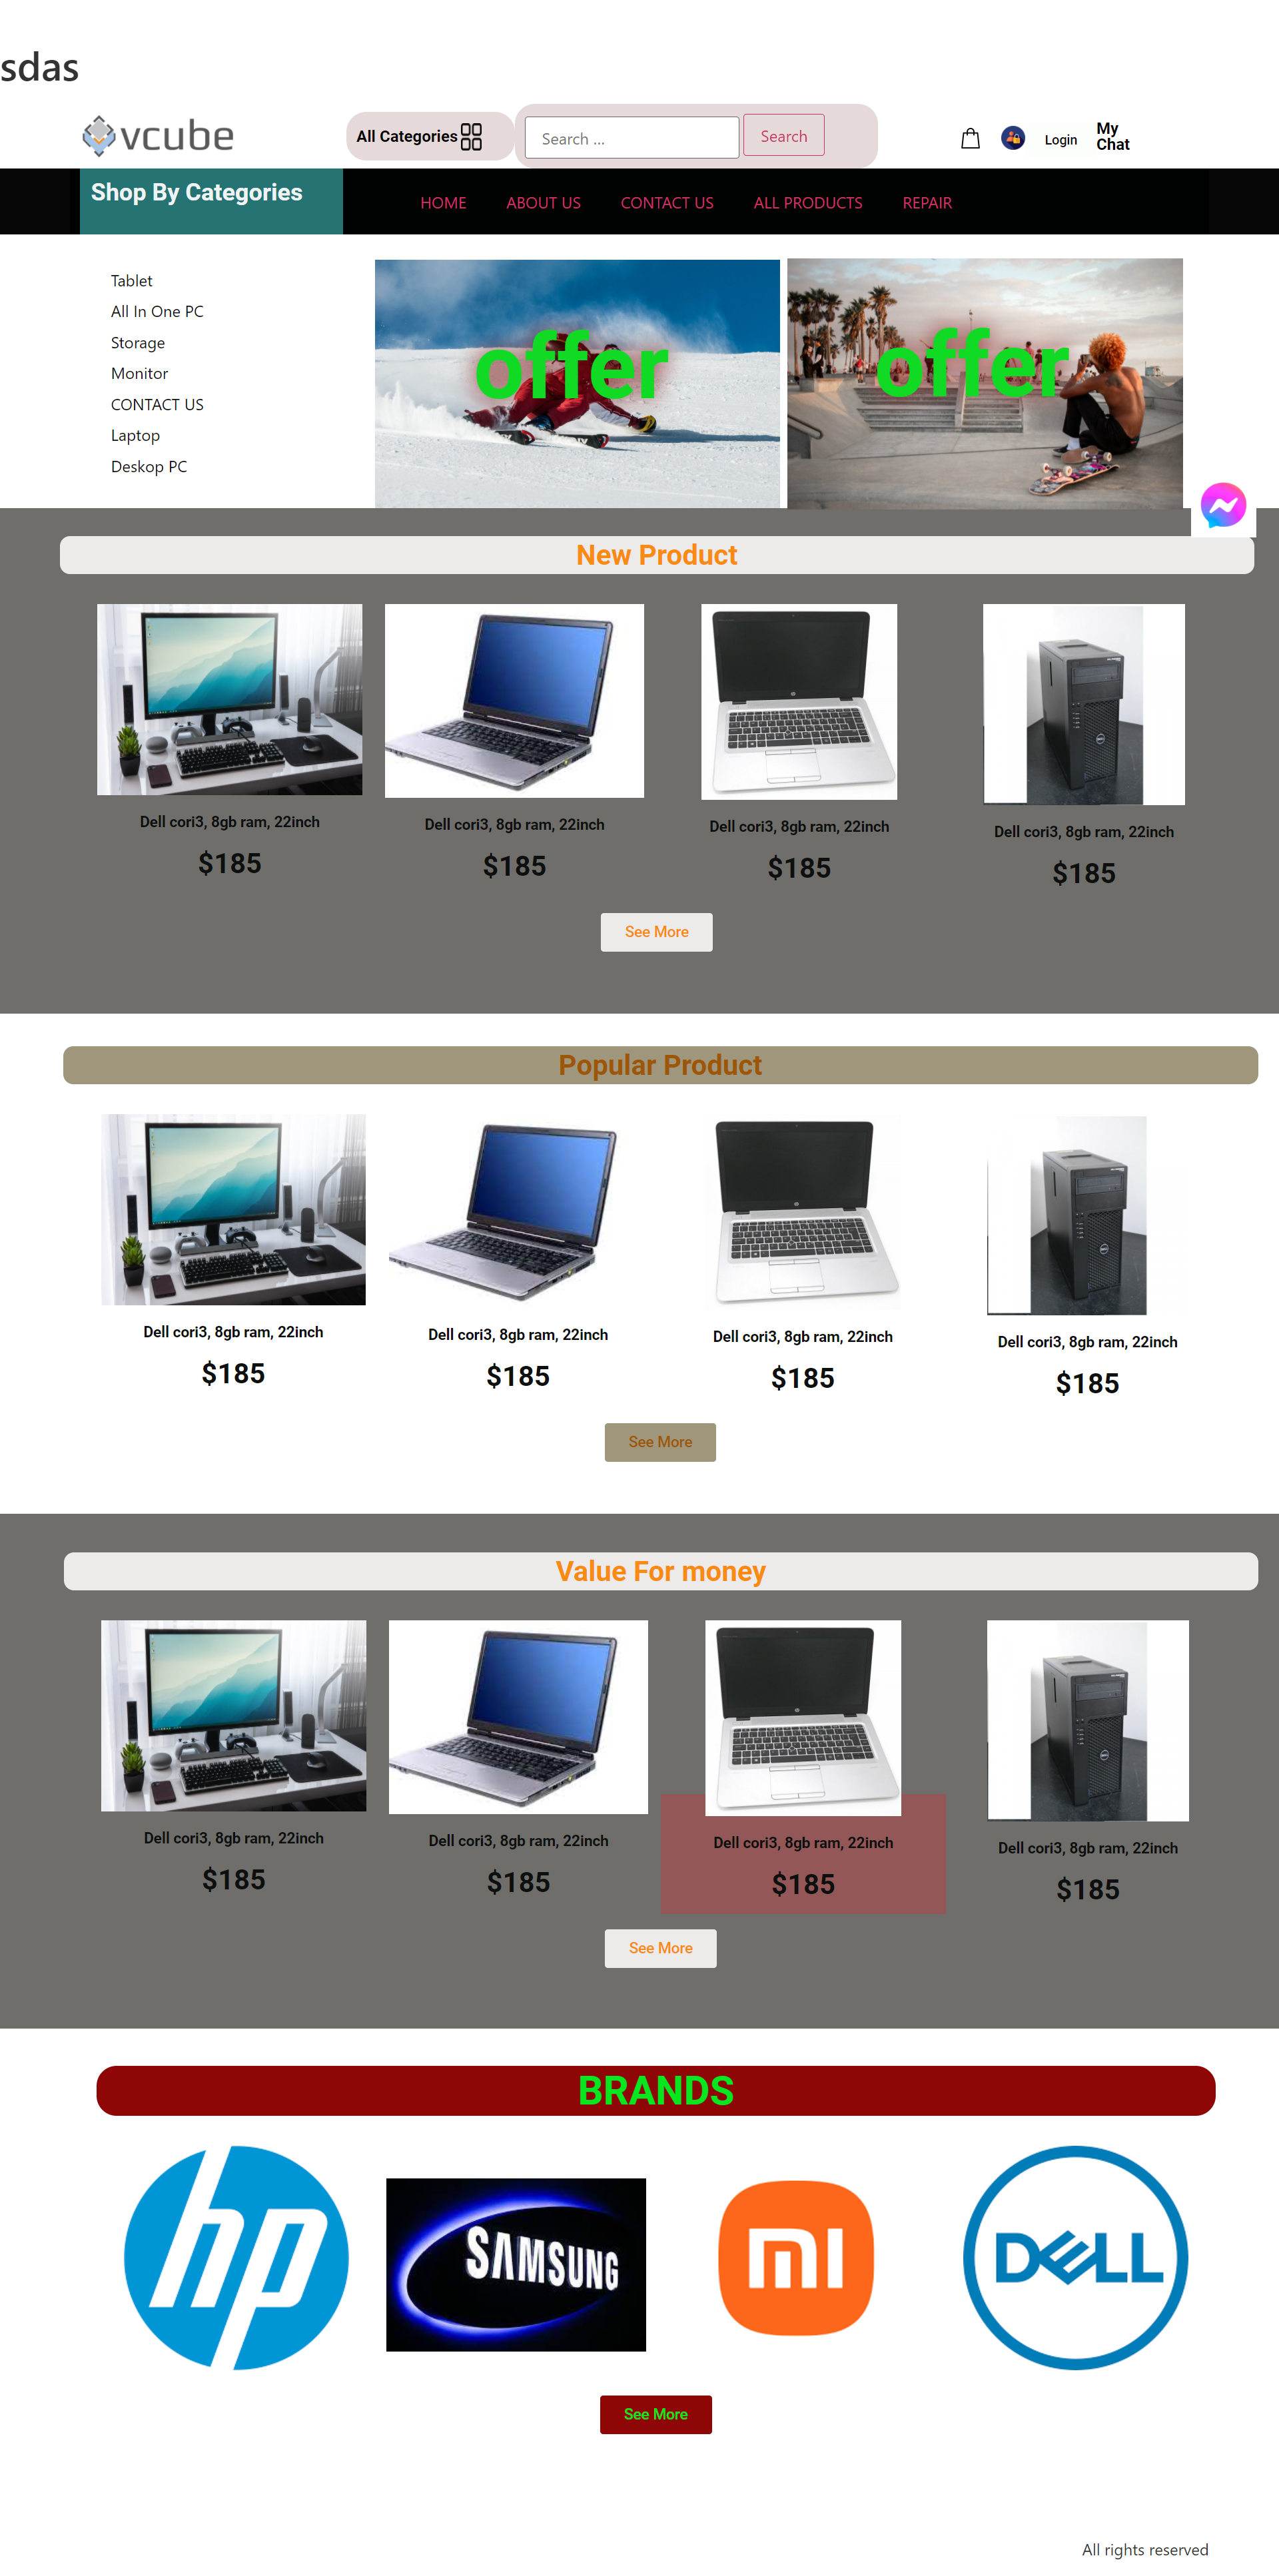 sdas
vcube
All Categories
Search ...
Search
Login
My
Chat
Shop By Categories
HOME
ABOUT US
CONTACT US
ALL PRODUCTS
REPAIR
Tablet
All In One PC
Storage
Monitor
CONTACT US
Laptop
Deskop PC
offer
offer
New Product
Dell cori3, 8gb ram, 22inch
$185
Dell cori3, 8gb ram, 22inch
$185
Dell cori3, 8gb ram, 22inch
$185
Dell cori3, 8gb ram, 22inch
$185
See More
Popular Product
Dell cori3, 8gb ram, 22inch
$185
Dell cori3, 8gb ram, 22inch
$185
Dell cori3, 8gb ram, 22inch
$185
Dell cori3, 8gb ram, 22inch
$185
See More
Value For money
Dell cori3, 8gb ram, 22inch
$185
Dell cori3, 8gb ram, 22inch
$185
Dell cori3, 8gb ram, 22inch
$185
Dell cori3, 8gb ram, 22inch
$185
See More
BRANDS
hp
SAMSUNG
mi
DELL
See More
All rights reserved